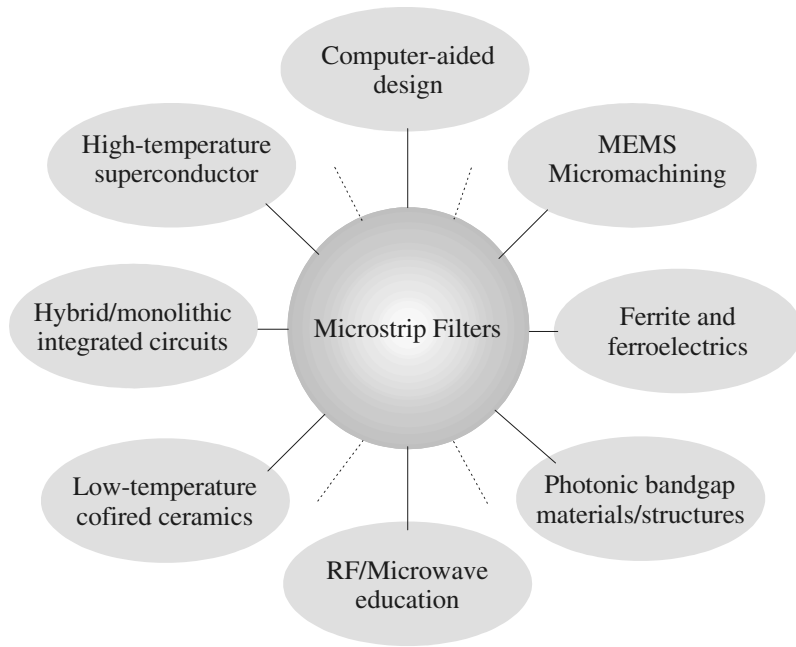 Computer-aided
design
High-temperature
superconductor
MEMS
Micromachining
Hybrid/monolithic
integrated circuits
Microstrip Filters
Ferrite and
ferroelectrics
Low-temperature
cofired ceramics
Photonic bandgap
materials/structures
RF/Microwave
education